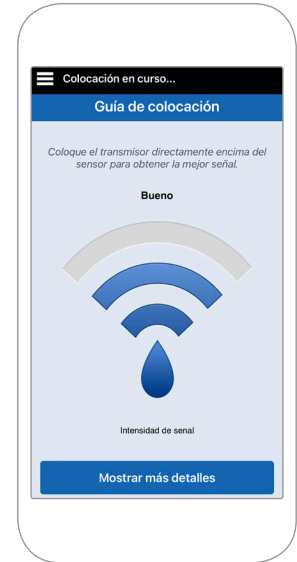 Colocación en curso...
Guía de colocación
Coloque el transmisor directamente encima del
sensor para obtener la mejor señal.
Bueno
Intensidad de senal
Mostrar más detalles